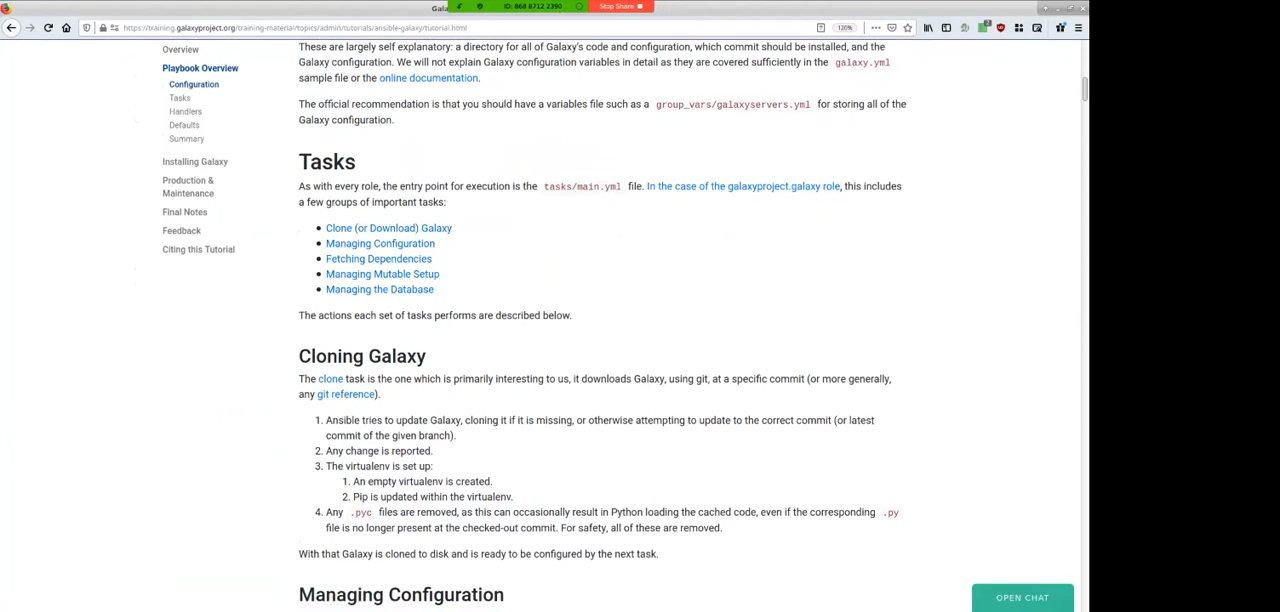 Gala
ID: 868 8712 2390
Stop Share
https://training.galaxyproject.org/training-material/topics/admin/tutorials/ansible-galaxy/tutorial.html
120%
Overview
Playbook Overview
Configuration
Tasks
Handlers
Defaults
Summary
Installing Galaxy
Production &
Maintenance
Final Notes
Feedback
Citing this Tutorial
These are largely self explanatory: a directory for all of Galaxy's code and configuration, which commit should be installed, and the
Galaxy configuration. We will not explain Galaxy configuration variables in detail as they are covered sufficiently in the galaxy.yml
sample file or the online documentation.
The official recommendation is that you should have a variables file such as a group_vars/galaxyservers.yml for storing all of the
Galaxy configuration.
Tasks
As with every role, the entry point for execution is the tasks/main.yml file. In the case of the galaxyproject.galaxy role, this includes
a few groups of important tasks:
Clone (or Download) Galaxy
Managing Configuration
Fetching Dependencies
Managing Mutable Setup
Managing the Database
The actions each set of tasks performs are described below.
Cloning Galaxy
The clone task is the one which is primarily interesting to us, it downloads Galaxy, using git, at a specific commit (or more generally,
any git reference).
1. Ansible tries to update Galaxy, cloning it if it is missing, or otherwise attempting to update to the correct commit (or latest
commit of the given branch).
2. Any change is reported.
3. The virtualenv is set up:
1. An empty virtualenv is created.
2. Pip is updated within the virtualenv.
4. Any .pyc files are removed, as this can occasionally result in Python loading the cached code, even if the corresponding .py
file is no longer present at the checked-out commit. For safety, all of these are removed.
With that Galaxy is cloned to disk and is ready to be configured by the next task.
Managing Configuration
OPEN CHAT